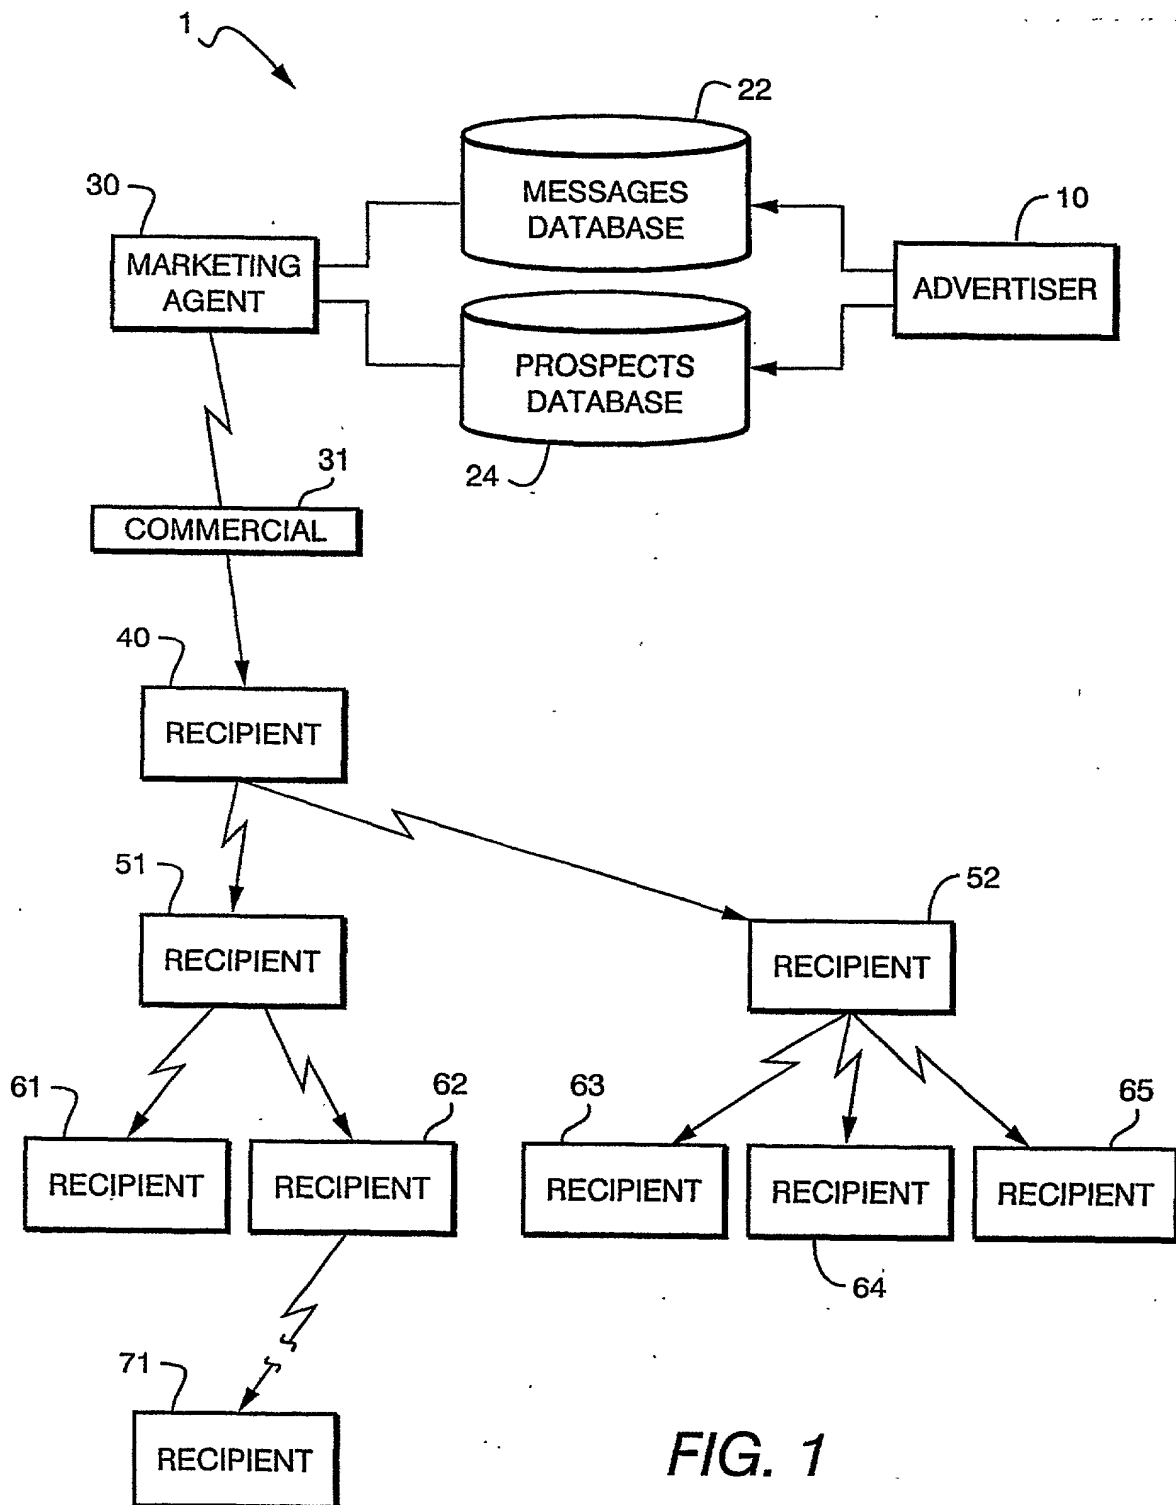 1
22
30
MESSAGES
DATABASE
10
MARKETING
AGENT
ADVERTISER
PROSPECTS
DATABASE
24
31
COMMERCIAL
40
RECIPIENT
51
52
RECIPIENT
RECIPIENT
61
62
63
65
RECIPIENT
RECIPIENT
RECIPIENT
RECIPIENT
RECIPIENT
64
71
RECIPIENT
FIG. 1